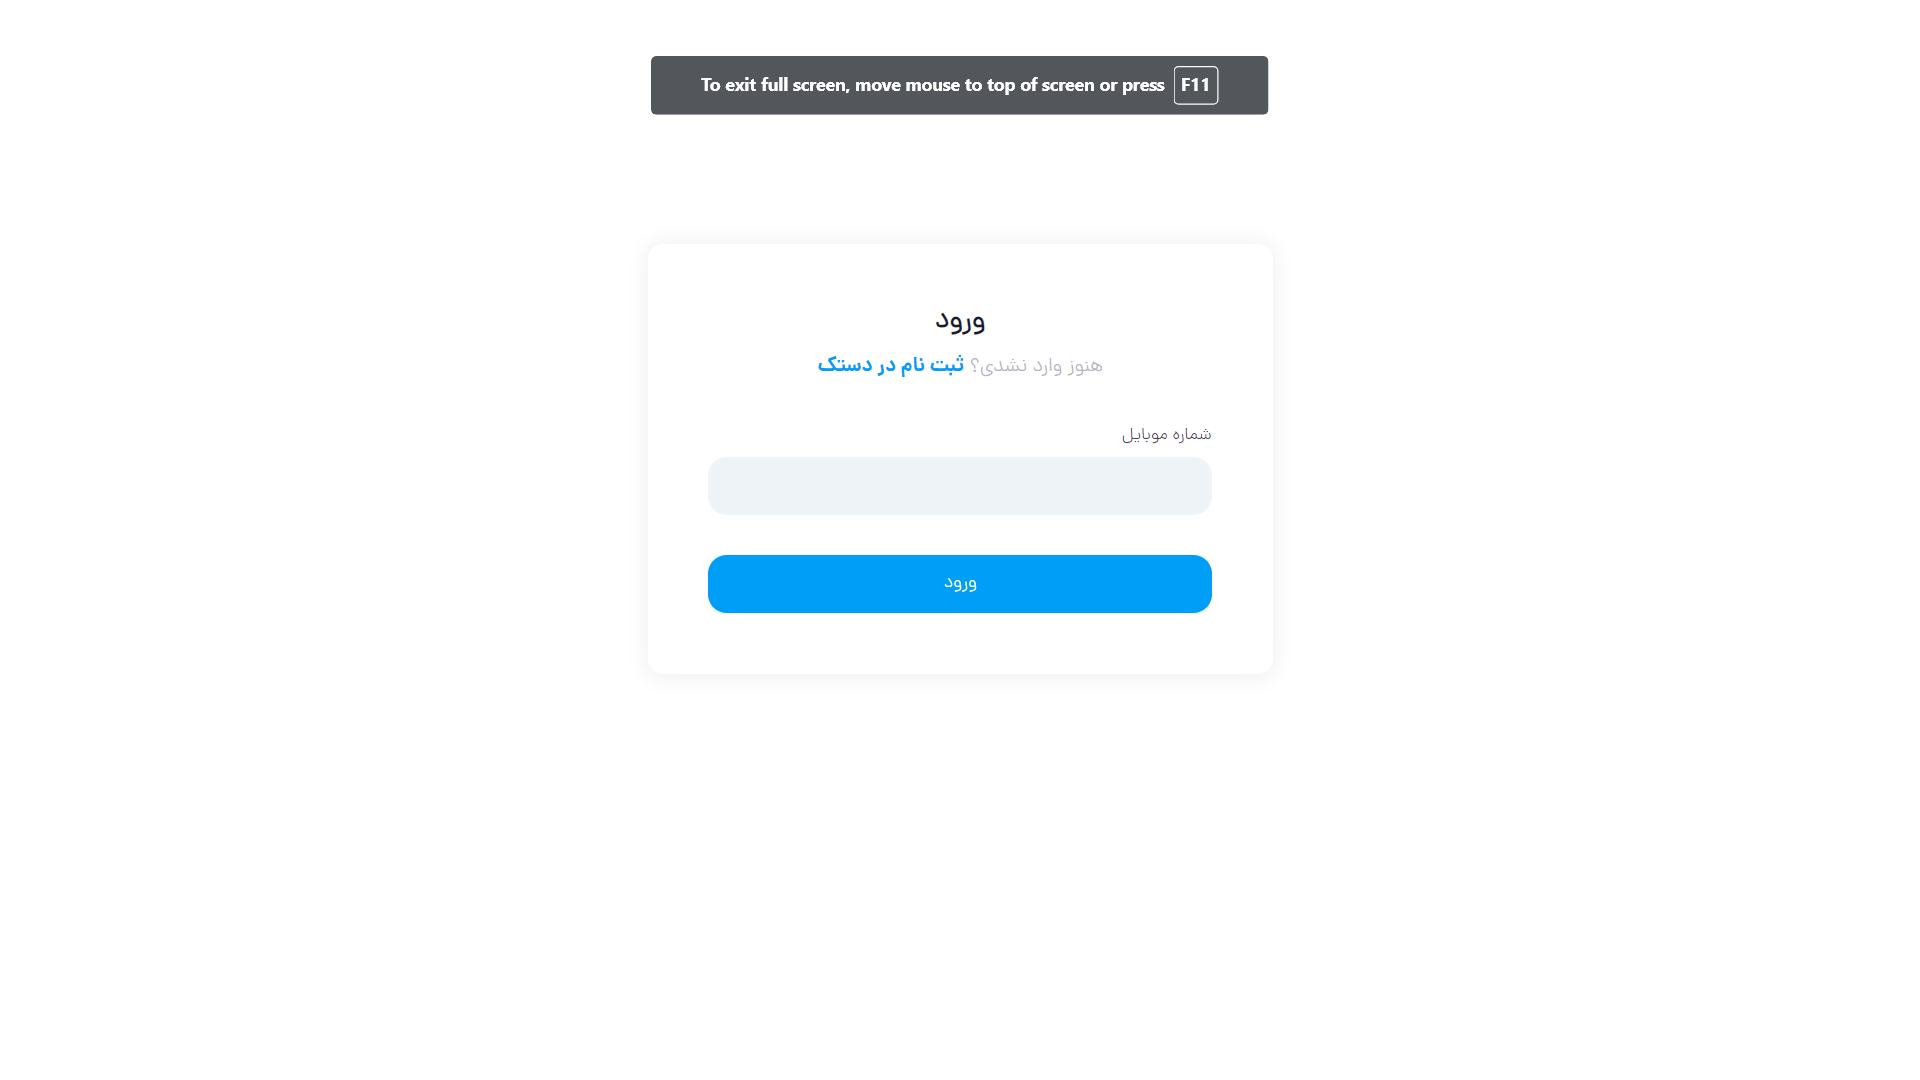 To exit full screen, move mouse to top of screen or press F11
ورود
هنوز وارد نشدی؟ ثبت نام در دستک
شماره موبایل
ورود